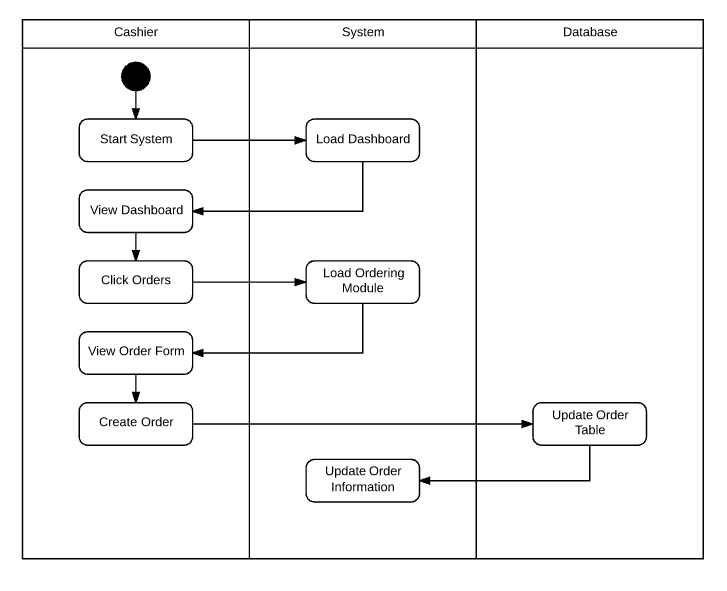 Cashier
System
Database
Start System
Load Dashboard
View Dashboard
Click Orders
Load Ordering
Module
View Order Form
Create Order
Update Order
Table
Update Order
Information